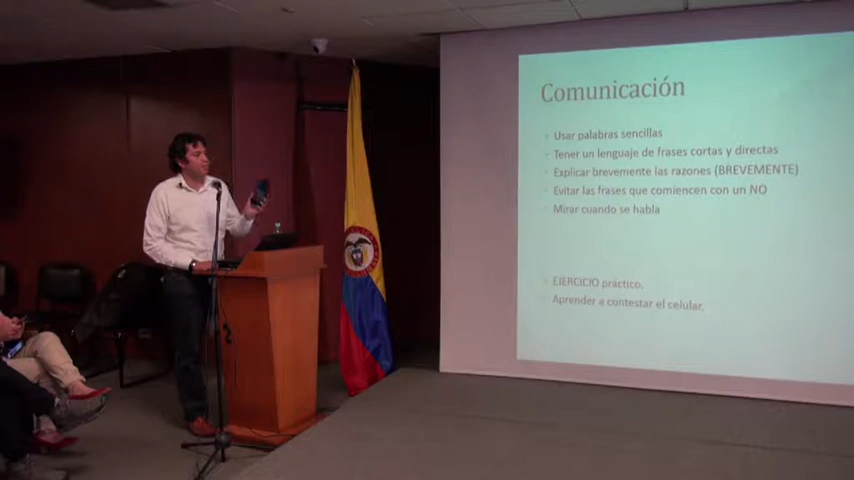 Comunicación
Usar palabras sencillas
Tener un lenguaje de frases cortas y directas
Explicar brevemente las razones (BREVEMENTE)
Evitar las frases que comiencen con un NO
Mirar cuando se habla
EJERCICIO práctico.
Aprender a contestar el celular.